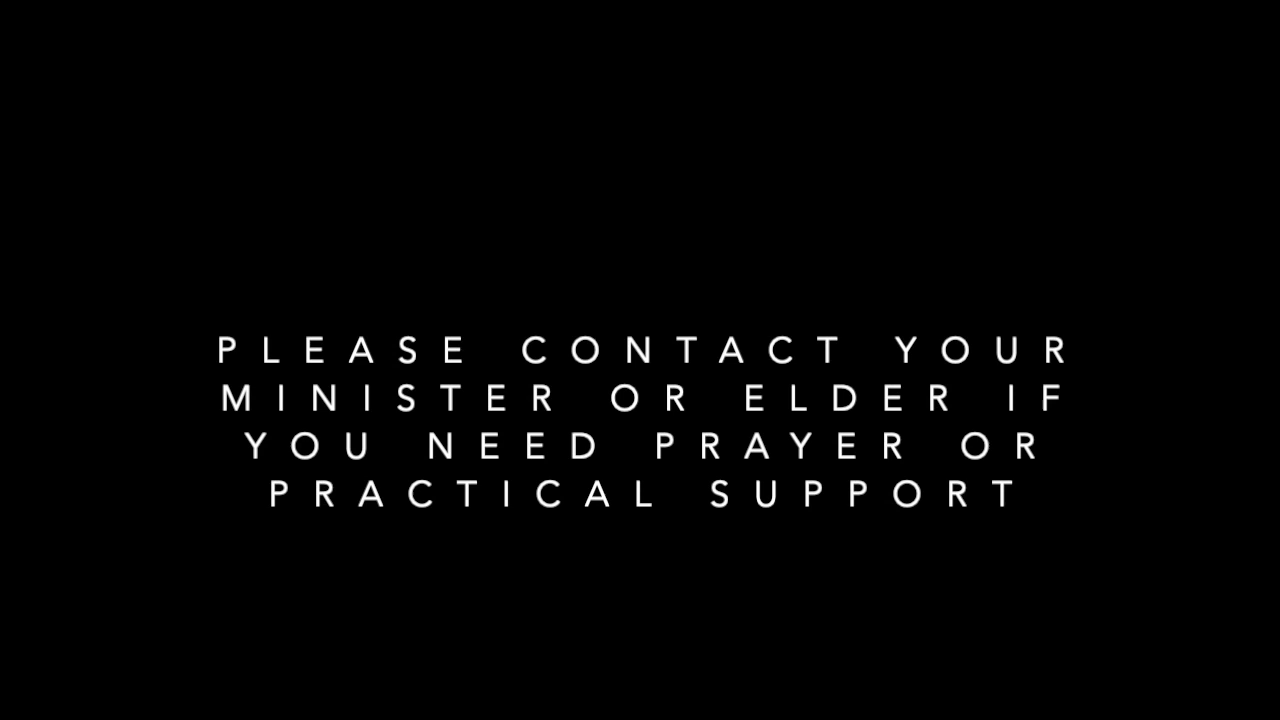 PLEASE CONTACT YOUR
MINISTER OR ELDER IF
YOU NEED PRAYER OR
PRACTICAL SUPPORT